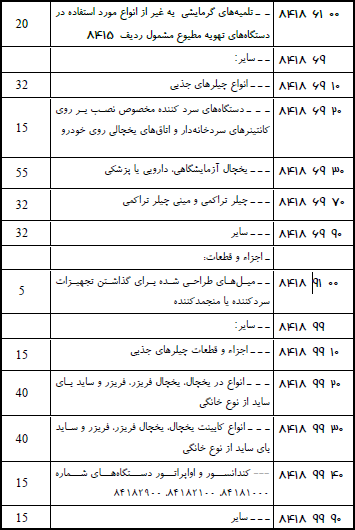 ۸۴۱۸ ۶۱ ۰۰ ـ ـ تلمبه‌های گرمایشی به غیر از انواع مورد استفاده در 20
دستگاه‌های تهویه مطبوع مشمول ردیف ۸۴۱۵
۸۴۱۸ ۶۹ ـ ـ سایر:
۸۴۱۸ ۶۹ ۱۰ ـ ـ ـ انواع چیلرهای جذبی 32
۸۴۱۸ ۶۹ ۲۰ ـ ـ ـ دستگاه‌های سرد کننده مخصوص نصب بر روی 15
کانتینرهای سردخانه‌دار و اتاق‌های یخچالی روی خودرو
۸۴۱۸ ۶۹ ۳۰ ـ ـ ـ یخچال آزمایشگاهی، دارویی یا پزشکی 55
۸۴۱۸ ۶۹ ۷۰ ـ ـ ـ چیلر تراکمی و مینی چیلر تراکمی 32
۸۴۱۸ ۶۹ ۹۰ ـ ـ ـ سایر 32
ـ اجزاء و قطعات:
۸۴۱۸ ۹۱ ۰۰ ـ ـ مبل‌های طراحی شده برای گذاشتن تجهیزات 5
سردکننده یا منجمدکننده
۸۴۱۸ ۹۹ ـ ـ سایر:
۸۴۱۸ ۹۹ ۱۰ ـ ـ ـ اجزاء و قطعات چیلرهای جذبی 15
۸۴۱۸ ۹۹ ۲۰ ـ ـ ـ انواع در یخچال، یخچال فریزر، فریزر و ساید بای 40
ساید از نوع خانگی
۸۴۱۸ ۹۹ ۳۰ ـ ـ ـ انواع کابینت یخچال، یخچال فریزر، فریزر و ساید 40
بای ساید از نوع خانگی
۸۴۱۸ ۹۹ ۴۰ --- کندانسور و اواپراتور دستگاه‌های شماره 15
۸۴۱۸۱۰۰۰، ۸۴۱۸۲۱۰۰، ۸۴۱۸۲۹۰۰
۸۴۱۸ ۹۹ ۹۰ ـ ـ ـ سایر 15